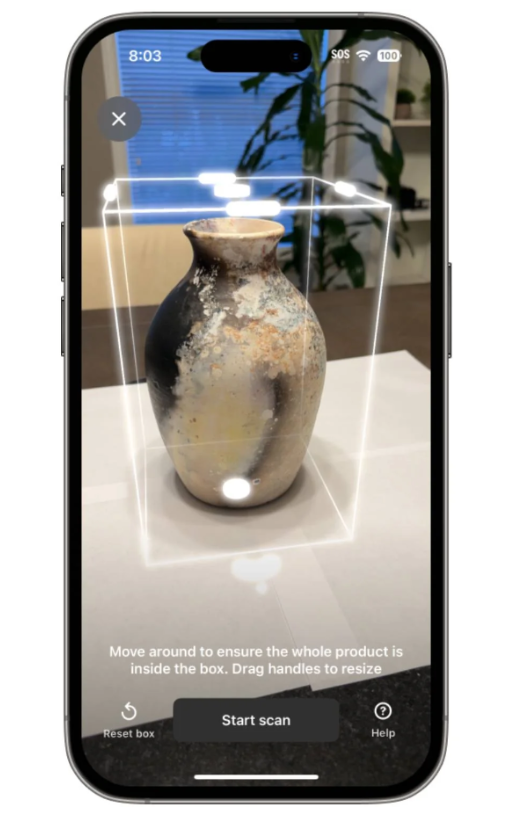 8:03
SOS
100
Move around to ensure the whole product is
inside the box. Drag handles to resize
Reset box
Start scan
Help